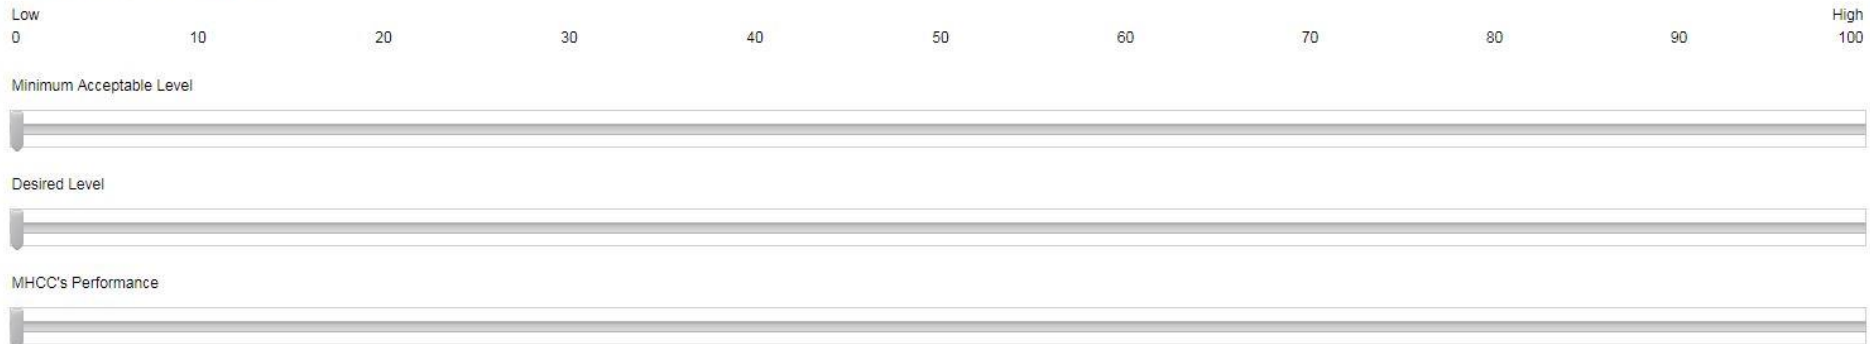 Low High
0 10 20 30 40 50 60 70 80 90 100
Minimum Acceptable Level
Desired Level
MHCC's Performance